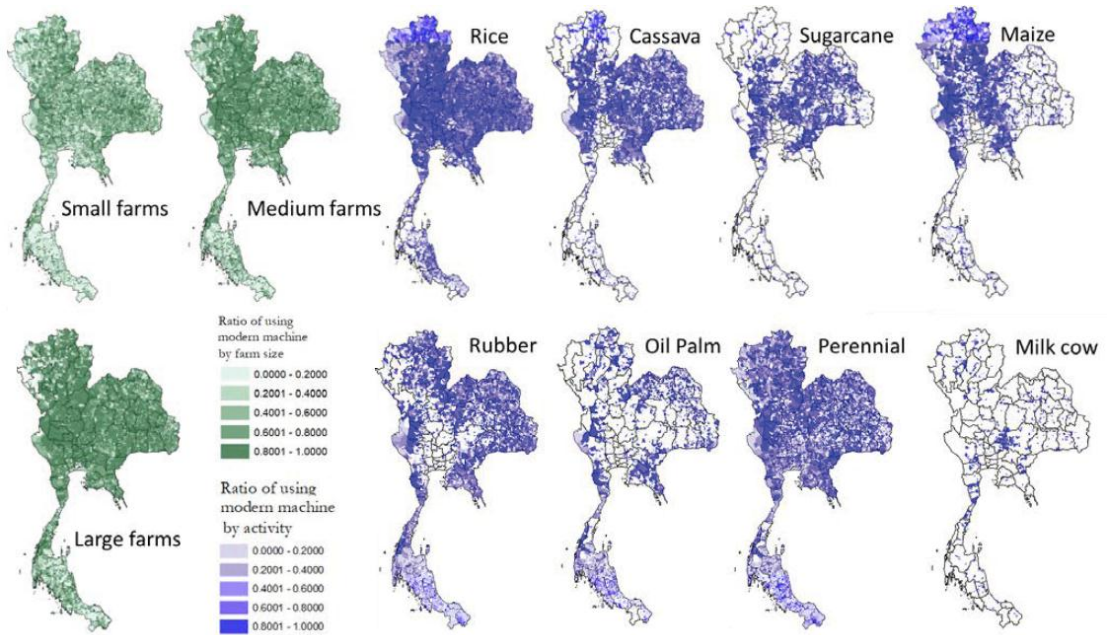 Rice
Cassava
Sugarcane
Maize
Small farms
Medium farms
Ratio of using
modern machine
by farm size
0.0000 - 0.2000
0.2001 - 0.4000
0.4001 - 0.6000
0.6001 - 0.8000
0.8001 - 1.0000
Rubber
Oil Palm
Perennial
Milk cow
Large farms
Ratio of using
modern machine
by activity
0.0000 - 0.2000
0.2001 - 0.4000
0.4001 - 0.6000
0.6001 - 0.8000
0.8001 - 1.0000